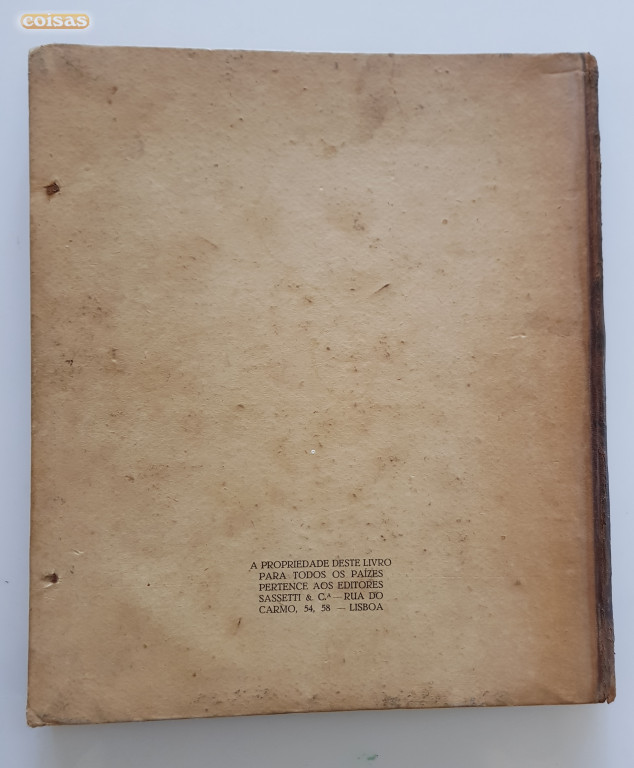 coisas
A PROPRIEDADE DESTE LIVRO
PARA TODOS OS PAÍZES
PERTENCE AOS EDITORES
SASSETTI & C.ª — RUA DO
CARMO, 54, 58 — LISBOA